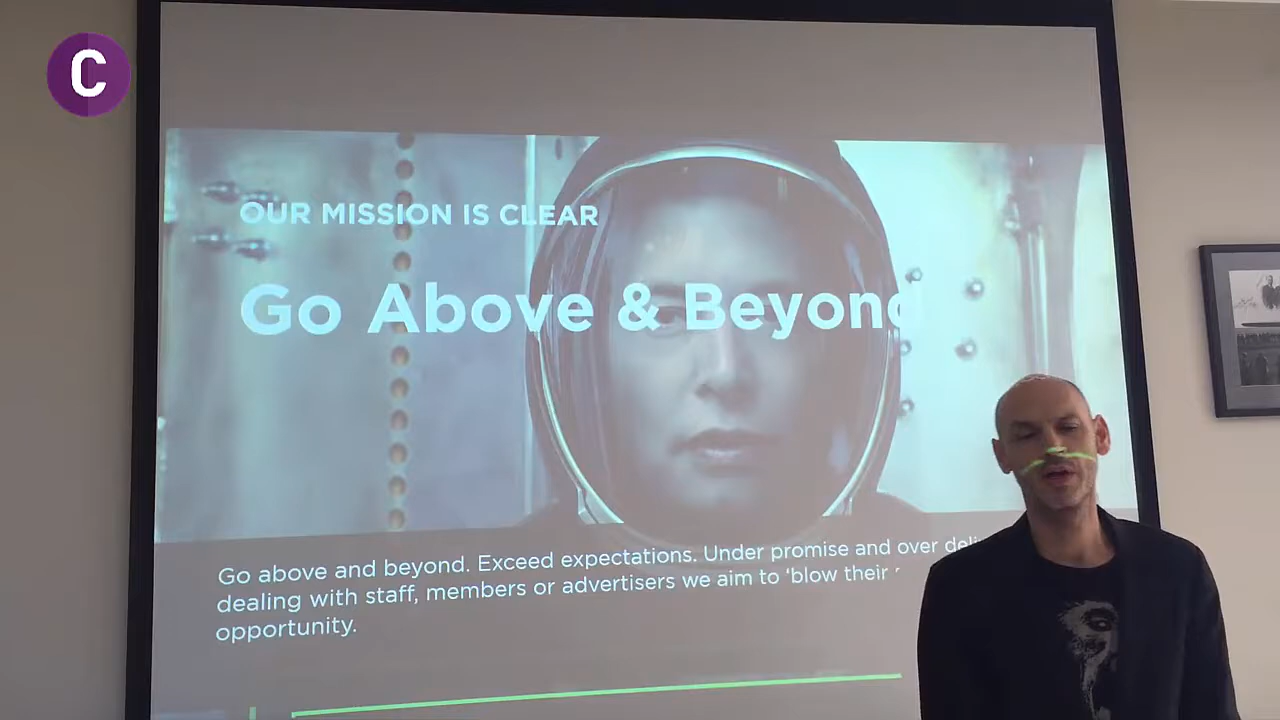 C
OUR MISSION IS CLEAR
Go Above & Beyond
Go above and beyond. Exceed expectations. Under promise and over
dealing with staff, members or advertisers we aim to ‘blow their
opportunity.